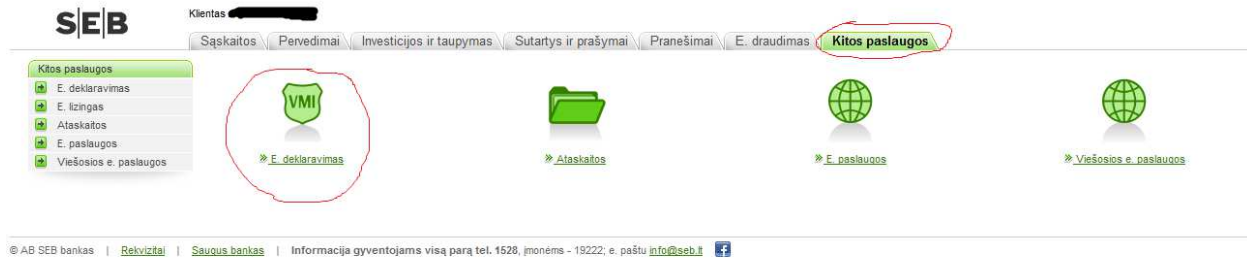 SEB
Klientas
Sąskaitos Pervedimai Investicijos ir taupymas Sutartys ir prašymai Pranešimai E. draudimas Kitos paslaugos
Kitos paslaugos
E. deklaravimas
E. lizingas
Ataskaitos
E. paslaugos
Viešosios e. paslaugos
VMI
» E. deklaravimas
» Ataskaitos
» E. paslaugos
» Viešosios e. paslaugos
© AB SEB bankas | Rekvizitai | Saugus bankas | Informacija gyventojams visą parą tel. 1528, įmonėms - 19222; e. paštu info@seb.lt